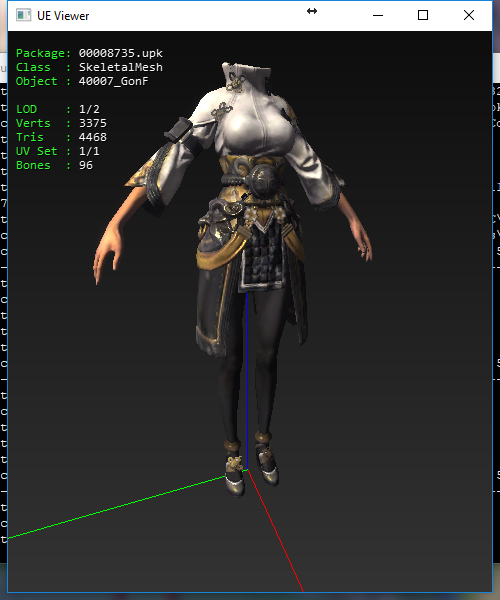 UE Viewer
Package: 00008735.upk
Class : SkeletalMesh
Object : 40007_GonF
LOD : 1/2
Verts : 3375
Tris : 4468
UV Set : 1/1
Bones : 96